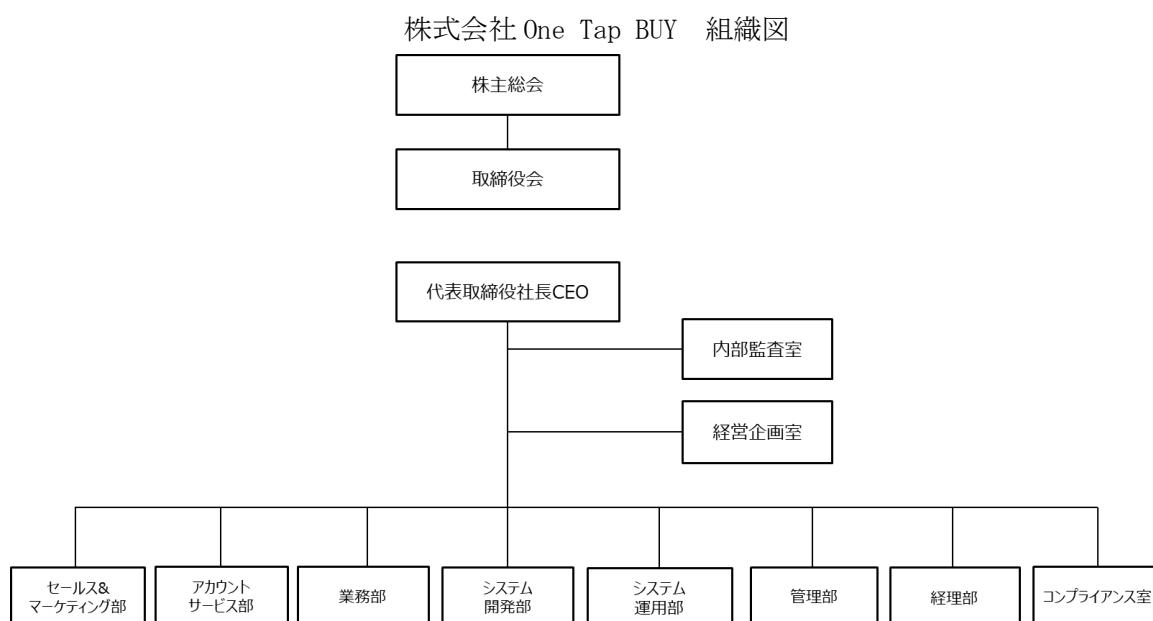 株式会社 One Tap BUY　組織図
株主総会
取締役会
代表取締役社長CEO
内部監査室
経営企画室
セールス&
マーケティング部
アカウント
サービス部
業務部
システム
開発部
システム
運用部
管理部
経理部
コンプライアンス室